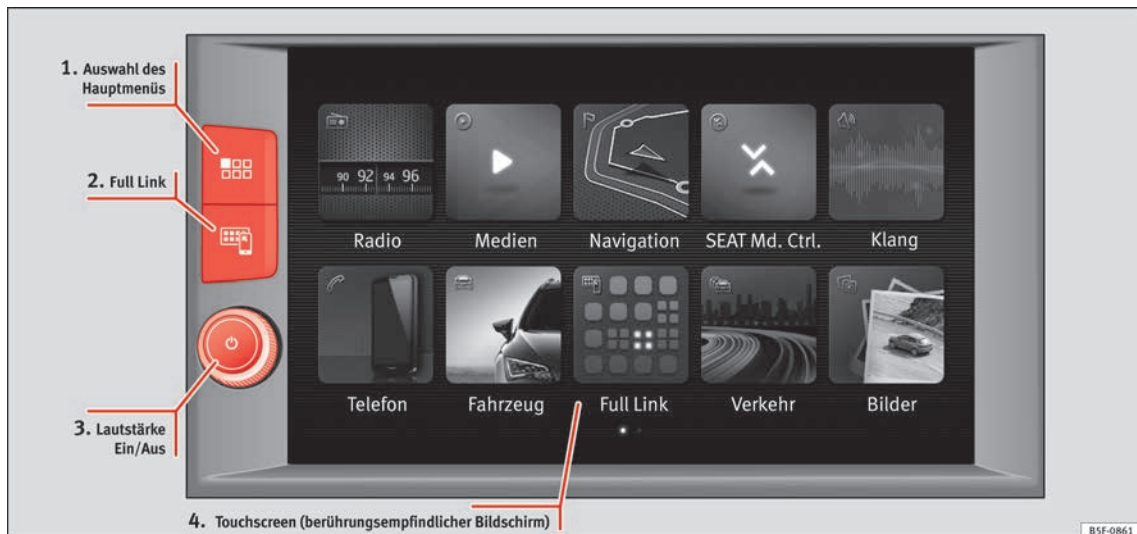 1. Auswahl des
Hauptmenüs
2. Full Link
3. Lautstärke
Ein/Aus
90 92 94 96
Radio
Medien
Navigation
SEAT Md. Ctrl.
Klang
Telefon
Fahrzeug
Full Link
Verkehr
Bilder
4. Touchscreen (berührungsempfindlicher Bildschirm)
B5F-0861